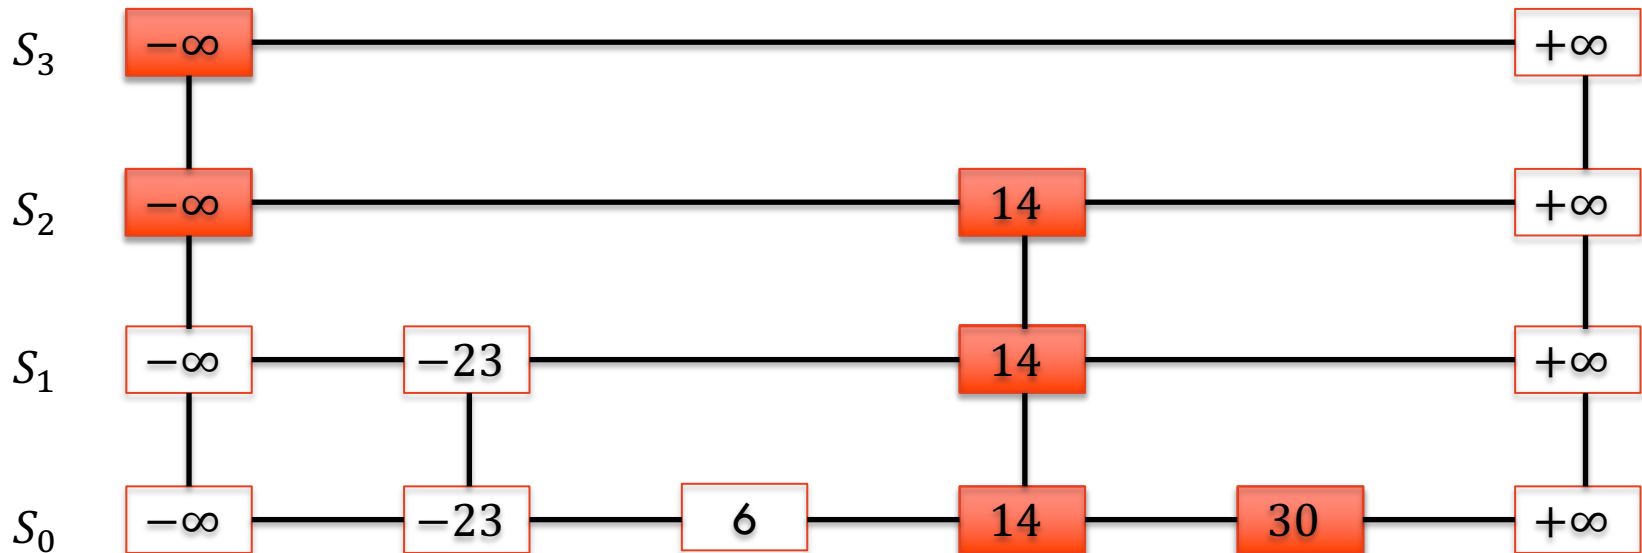 S₃ −∞ +∞
S₂ −∞ 14 +∞
S₁ −∞ −23 14 +∞
S₀ −∞ −23 6 14 30 +∞